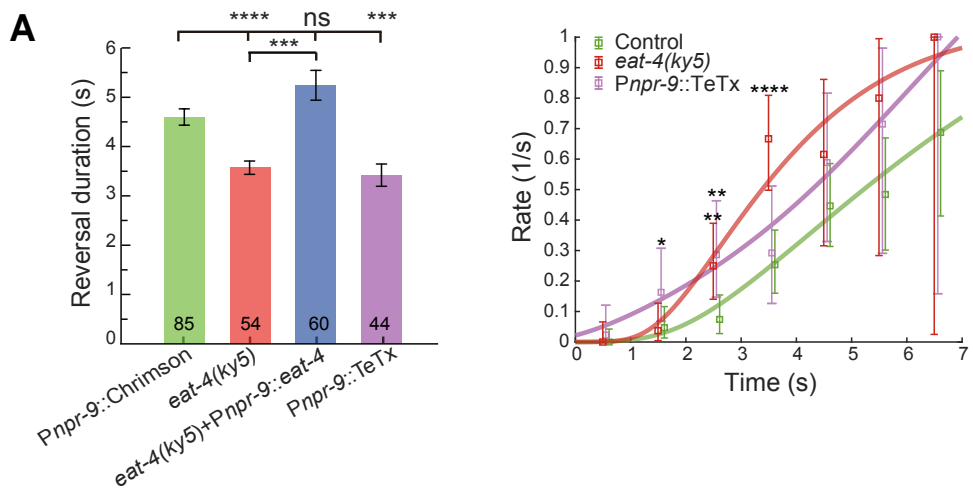 A
**** ns ***
***
Reversal duration (s)
6
5
4
3
2
1
0
85 54 60 44
Pnpr-9::Chrimson
eat-4(ky5)
eat-4(ky5)+Pnpr-9::eat-4
Pnpr-9::TeTx
Control
eat-4(ky5)
Pnpr-9::TeTx
****
**
**
*
Rate (1/s)
1
0.9
0.8
0.7
0.6
0.5
0.4
0.3
0.2
0.1
0
0 1 2 3 4 5 6 7
Time (s)